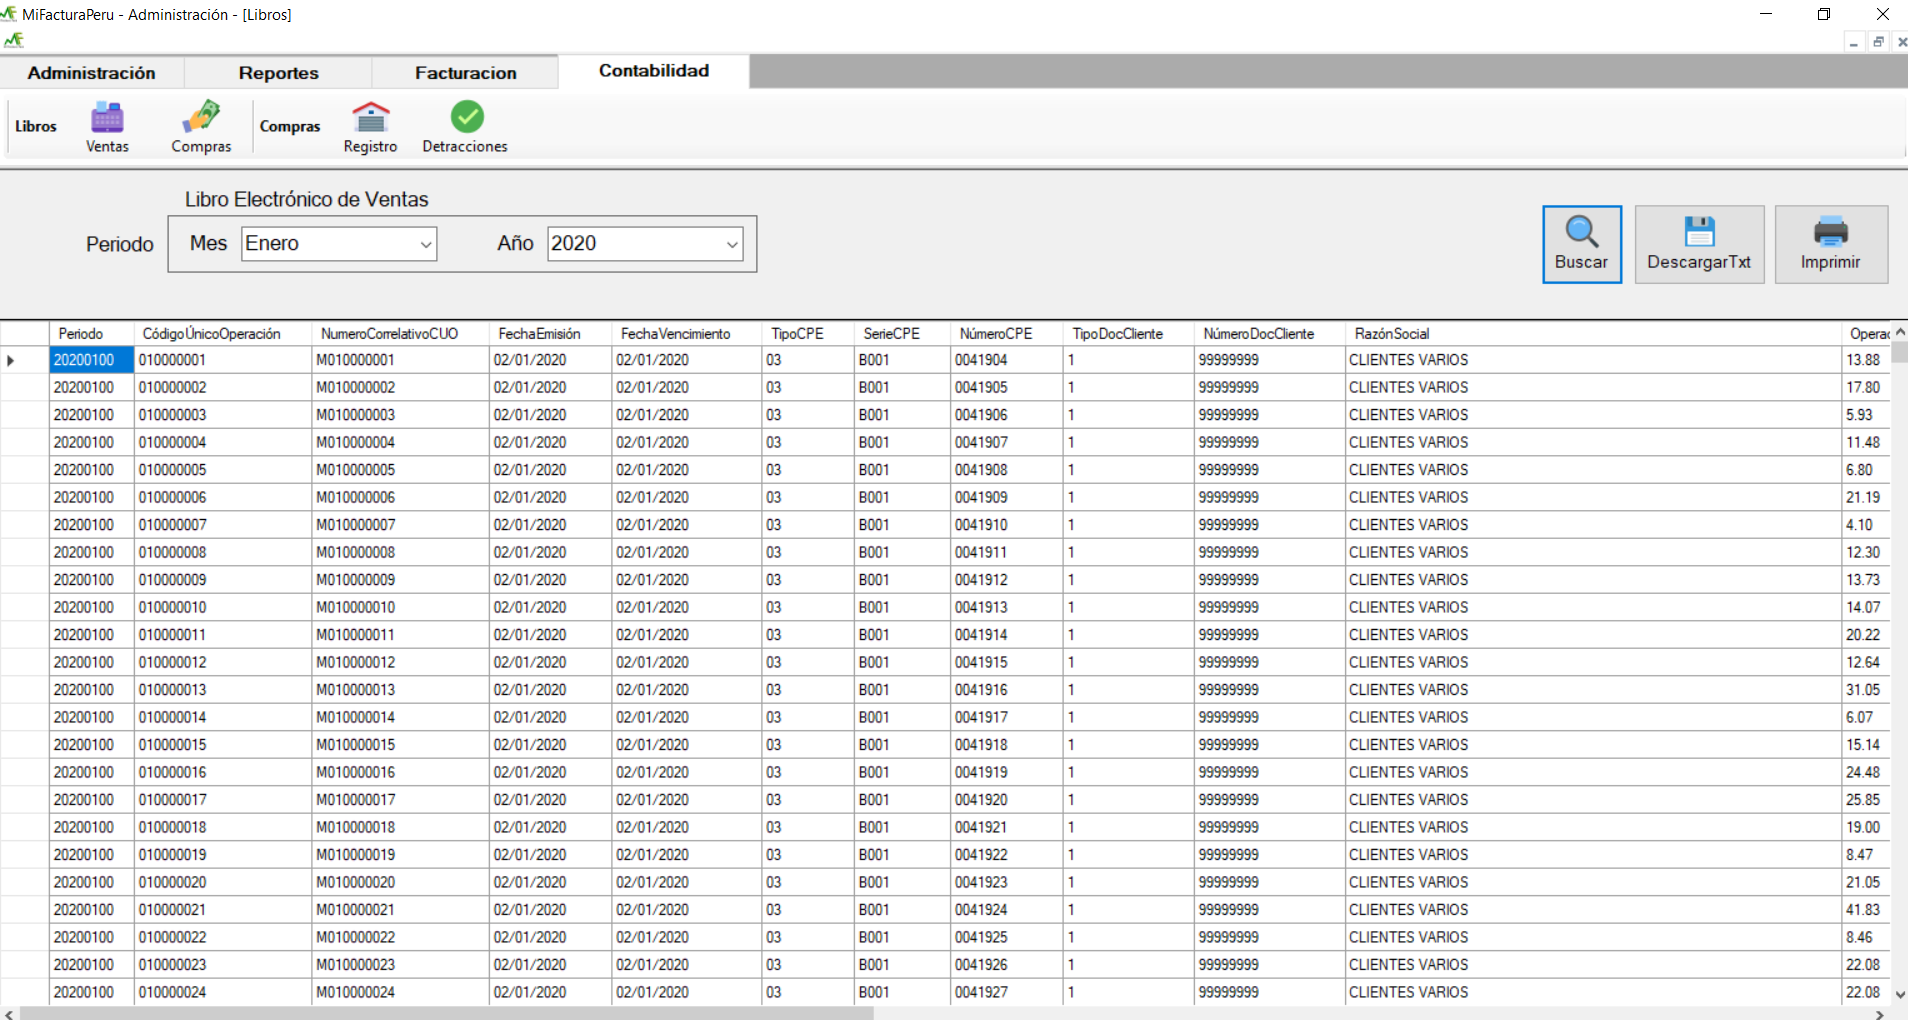 MiFacturaPeru - Administración - [Libros]
Administración Reportes Facturacion Contabilidad
Libros Ventas Compras Compras Registro Detracciones
Libro Electrónico de Ventas
Periodo Mes Enero Año 2020
Buscar DescargarTxt Imprimir
Periodo CódigoÚnicoOperación NumeroCorrelativoCUO FechaEmisión FechaVencimiento TipoCPE SerieCPE NúmeroCPE TipoDocCliente NúmeroDocCliente RazónSocial Operac
20200100 010000001 M010000001 02/01/2020 02/01/2020 03 B001 0041904 1 99999999 CLIENTES VARIOS 13.88
20200100 010000002 M010000002 02/01/2020 02/01/2020 03 B001 0041905 1 99999999 CLIENTES VARIOS 17.80
20200100 010000003 M010000003 02/01/2020 02/01/2020 03 B001 0041906 1 99999999 CLIENTES VARIOS 5.93
20200100 010000004 M010000004 02/01/2020 02/01/2020 03 B001 0041907 1 99999999 CLIENTES VARIOS 11.48
20200100 010000005 M010000005 02/01/2020 02/01/2020 03 B001 0041908 1 99999999 CLIENTES VARIOS 6.80
20200100 010000006 M010000006 02/01/2020 02/01/2020 03 B001 0041909 1 99999999 CLIENTES VARIOS 21.19
20200100 010000007 M010000007 02/01/2020 02/01/2020 03 B001 0041910 1 99999999 CLIENTES VARIOS 4.10
20200100 010000008 M010000008 02/01/2020 02/01/2020 03 B001 0041911 1 99999999 CLIENTES VARIOS 12.30
20200100 010000009 M010000009 02/01/2020 02/01/2020 03 B001 0041912 1 99999999 CLIENTES VARIOS 13.73
20200100 010000010 M010000010 02/01/2020 02/01/2020 03 B001 0041913 1 99999999 CLIENTES VARIOS 14.07
20200100 010000011 M010000011 02/01/2020 02/01/2020 03 B001 0041914 1 99999999 CLIENTES VARIOS 20.22
20200100 010000012 M010000012 02/01/2020 02/01/2020 03 B001 0041915 1 99999999 CLIENTES VARIOS 12.64
20200100 010000013 M010000013 02/01/2020 02/01/2020 03 B001 0041916 1 99999999 CLIENTES VARIOS 31.05
20200100 010000014 M010000014 02/01/2020 02/01/2020 03 B001 0041917 1 99999999 CLIENTES VARIOS 6.07
20200100 010000015 M010000015 02/01/2020 02/01/2020 03 B001 0041918 1 99999999 CLIENTES VARIOS 15.14
20200100 010000016 M010000016 02/01/2020 02/01/2020 03 B001 0041919 1 99999999 CLIENTES VARIOS 24.48
20200100 010000017 M010000017 02/01/2020 02/01/2020 03 B001 0041920 1 99999999 CLIENTES VARIOS 25.85
20200100 010000018 M010000018 02/01/2020 02/01/2020 03 B001 0041921 1 99999999 CLIENTES VARIOS 19.00
20200100 010000019 M010000019 02/01/2020 02/01/2020 03 B001 0041922 1 99999999 CLIENTES VARIOS 8.47
20200100 010000020 M010000020 02/01/2020 02/01/2020 03 B001 0041923 1 99999999 CLIENTES VARIOS 21.05
20200100 010000021 M010000021 02/01/2020 02/01/2020 03 B001 0041924 1 99999999 CLIENTES VARIOS 41.83
20200100 010000022 M010000022 02/01/2020 02/01/2020 03 B001 0041925 1 99999999 CLIENTES VARIOS 8.46
20200100 010000023 M010000023 02/01/2020 02/01/2020 03 B001 0041926 1 99999999 CLIENTES VARIOS 22.08
20200100 010000024 M010000024 02/01/2020 02/01/2020 03 B001 0041927 1 99999999 CLIENTES VARIOS 22.08